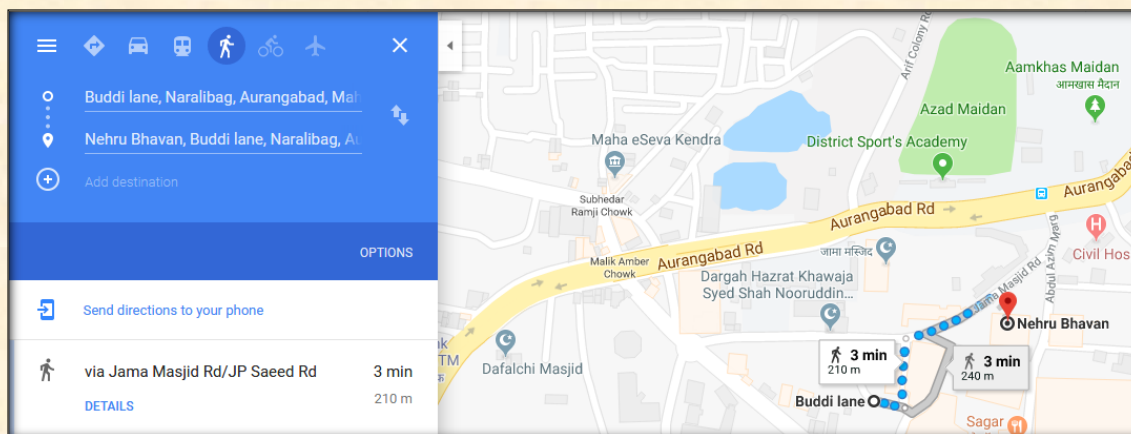 Buddi lane, Naralibag, Aurangabad, Mah
Nehru Bhavan, Buddi lane, Naralibag, Au
Add destination
OPTIONS
Send directions to your phone
via Jama Masjid Rd/JP Saeed Rd 3 min
210 m
DETAILS
Arif Colony Rd
Aamkhas Maidan
आमखास मैदान
Azad Maidan
Maha eSeva Kendra
District Sport's Academy
Aurangabad
Subhedar
Ramji Chowk
Aurangabad Rd
Malik Amber
Chowk
Aurangabad Rd
जामा मस्जिद
Abdul Azim Marg
Civil Hos
Dargah Hazrat Khawaja
Syed Shah Nooruddin...
Jama Masjid Rd
Nehru Bhavan
TM
Dafalchi Masjid
3 min
210 m
3 min
240 m
Buddi lane
Sagar